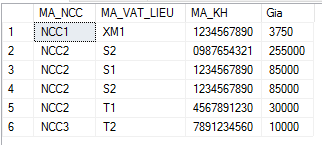 MA_NCC MA_VAT_LIEU MA_KH Gia
1 NCC1 XM1 1234567890 3750
2 NCC2 S2 0987654321 255000
3 NCC2 S1 1234567890 85000
4 NCC2 S2 1234567890 85000
5 NCC2 T1 4567891230 30000
6 NCC3 T2 7891234560 10000